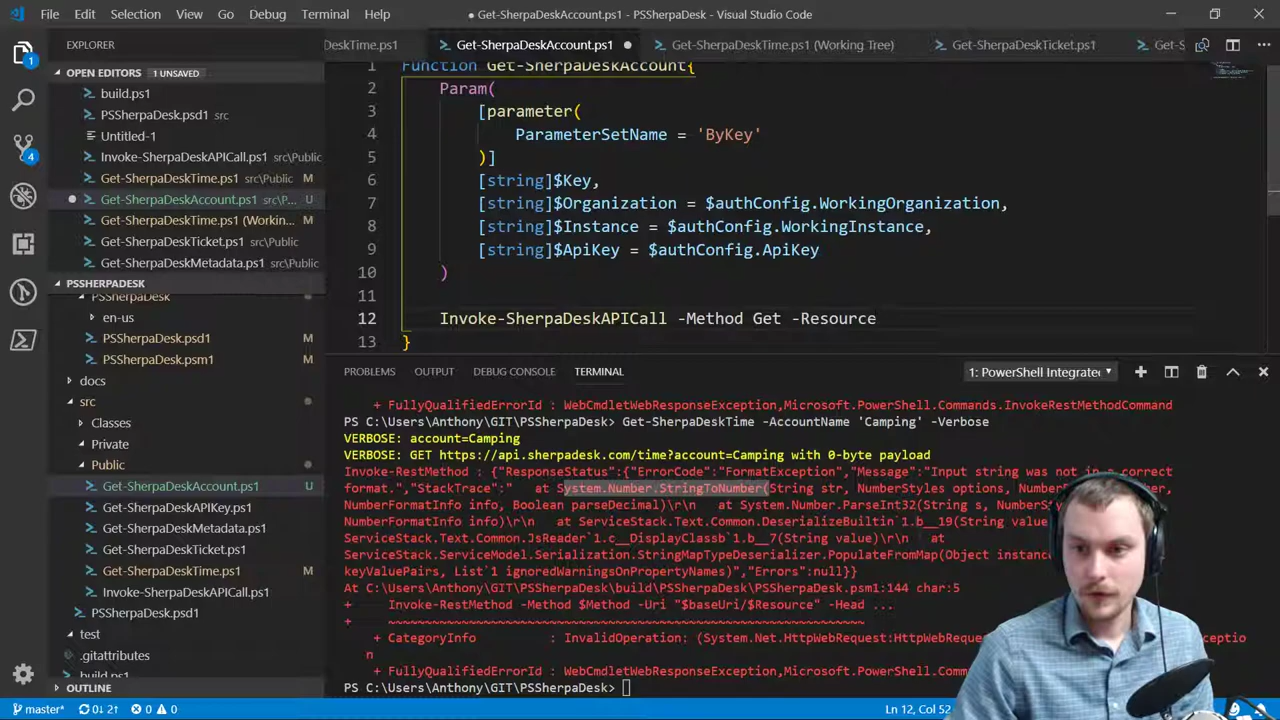 File Edit Selection View Go Debug Terminal Help ● Get-SherpaDeskAccount.ps1 - PSSherpaDesk - Visual Studio Code
EXPLORER
DeskTime.ps1 Get-SherpaDeskAccount.ps1 ● Get-SherpaDeskTime.ps1 (Working Tree) Get-SherpaDeskTicket.ps1 Get-S
OPEN EDITORS 1 UNSAVED
build.ps1
PSSherpaDesk.psd1 src
Untitled-1
Invoke-SherpaDeskAPICall.ps1 src\Public
Get-SherpaDeskTime.ps1 src\Public M
Get-SherpaDeskAccount.ps1 src\P... U
Get-SherpaDeskTime.ps1 (Workin... M
Get-SherpaDeskTicket.ps1 src\Public
Get-SherpaDeskMetadata.ps1 src\Public
PSSHERPADESK
PSSherpaDesk
en-us
PSSherpaDesk.psd1 M
PSSherpaDesk.psm1 M
docs
src
Classes
Private
Public
Get-SherpaDeskAccount.ps1 U
Get-SherpaDeskAPIKey.ps1
Get-SherpaDeskMetadata.ps1
Get-SherpaDeskTicket.ps1
Get-SherpaDeskTime.ps1 M
Invoke-SherpaDeskAPICall.ps1
PSSherpaDesk.psd1
test
.gitattributes
build.ps1
OUTLINE
1 Function Get-SherpaDeskAccount{
2 Param(
3 [parameter(
4 ParameterSetName = 'ByKey'
5 )]
6 [string]$Key,
7 [string]$Organization = $authConfig.WorkingOrganization,
8 [string]$Instance = $authConfig.WorkingInstance,
9 [string]$ApiKey = $authConfig.ApiKey
10 )
11
12 Invoke-SherpaDeskAPICall -Method Get -Resource
13 }
PROBLEMS OUTPUT DEBUG CONSOLE TERMINAL 1: PowerShell Integrated
+ FullyQualifiedErrorId : WebCmdletWebResponseException,Microsoft.PowerShell.Commands.InvokeRestMethodCommand
PS C:\Users\Anthony\GIT\PSSherpaDesk> Get-SherpaDeskTime -AccountName 'Camping' -Verbose
VERBOSE: account=Camping
VERBOSE: GET https://api.sherpadesk.com/time?account=Camping with 0-byte payload
Invoke-RestMethod : {"ResponseStatus":{"ErrorCode":"FormatException","Message":"Input string was not in a correct
format.","StackTrace":" at System.Number.StringToNumber(String str, NumberStyles options, Number
NumberFormatInfo info, Boolean parseDecimal)\r\n at System.Number.ParseInt32(String s, Number
NumberFormatInfo info)\r\n at ServiceStack.Text.Common.DeserializeBuiltin`1.b__19(String value)
ServiceStack.Text.Common.JsReader`1.c__DisplayClassb`1.b__7(String value)\r\n at
ServiceStack.ServiceModel.Serialization.StringMapTypeDeserializer.PopulateFromMap(Object instanc
keyValuePairs, List`1 ignoredWarningsOnPropertyNames)","Errors":null}}
At C:\Users\Anthony\GIT\PSSherpaDesk\build\PSSherpaDesk\PSSherpaDesk.psm1:144 char:5
+ Invoke-RestMethod -Method $Method -Uri "$baseUri/$Resource" -Head ...
+ ~~~~~~~~~~~~~~~~~~~~~~~~~~~~~~~~~~~~~~~~~~~~~~~~~~~~~~~~~~~~~~~~~
+ CategoryInfo : InvalidOperation: (System.Net.HttpWebRequest:HttpWebReque ceptio
n
+ FullyQualifiedErrorId : WebCmdletWebResponseException,Microsoft.PowerShell.Com
PS C:\Users\Anthony\GIT\PSSherpaDesk>
master* 0↓ 2↑ 0 0 Ln 12, Col 52